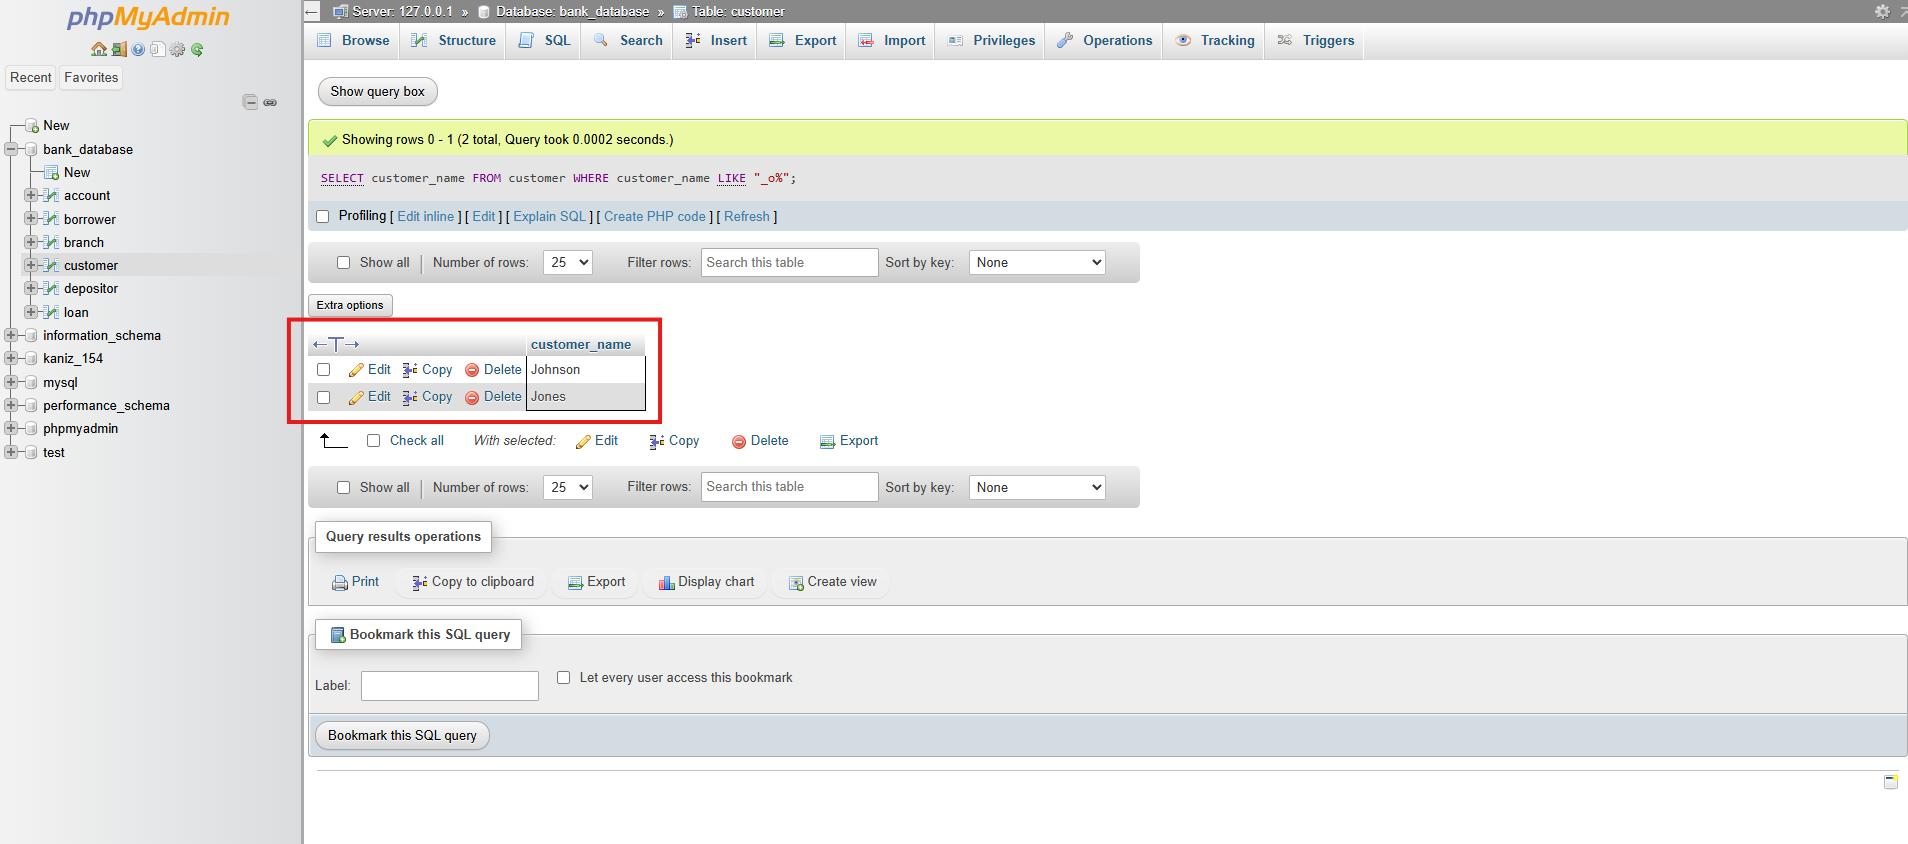 phpMyAdmin
Recent Favorites
New
bank_database
New
account
borrower
branch
customer
depositor
loan
information_schema
kaniz_154
mysql
performance_schema
phpmyadmin
test
Server: 127.0.0.1 » Database: bank_database » Table: customer
Browse Structure SQL Search Insert Export Import Privileges Operations Tracking Triggers
Show query box
Showing rows 0 - 1 (2 total, Query took 0.0002 seconds.)
SELECT customer_name FROM customer WHERE customer_name LIKE "_o%";
Profiling [ Edit inline ] [ Edit ] [ Explain SQL ] [ Create PHP code ] [ Refresh ]
Show all | Number of rows: 25 Filter rows: Search this table Sort by key: None
Extra options
←T→ customer_name
Edit Copy Delete Johnson
Edit Copy Delete Jones
Check all With selected: Edit Copy Delete Export
Show all | Number of rows: 25 Filter rows: Search this table Sort by key: None
Query results operations
Print Copy to clipboard Export Display chart Create view
Bookmark this SQL query
Label: Let every user access this bookmark
Bookmark this SQL query